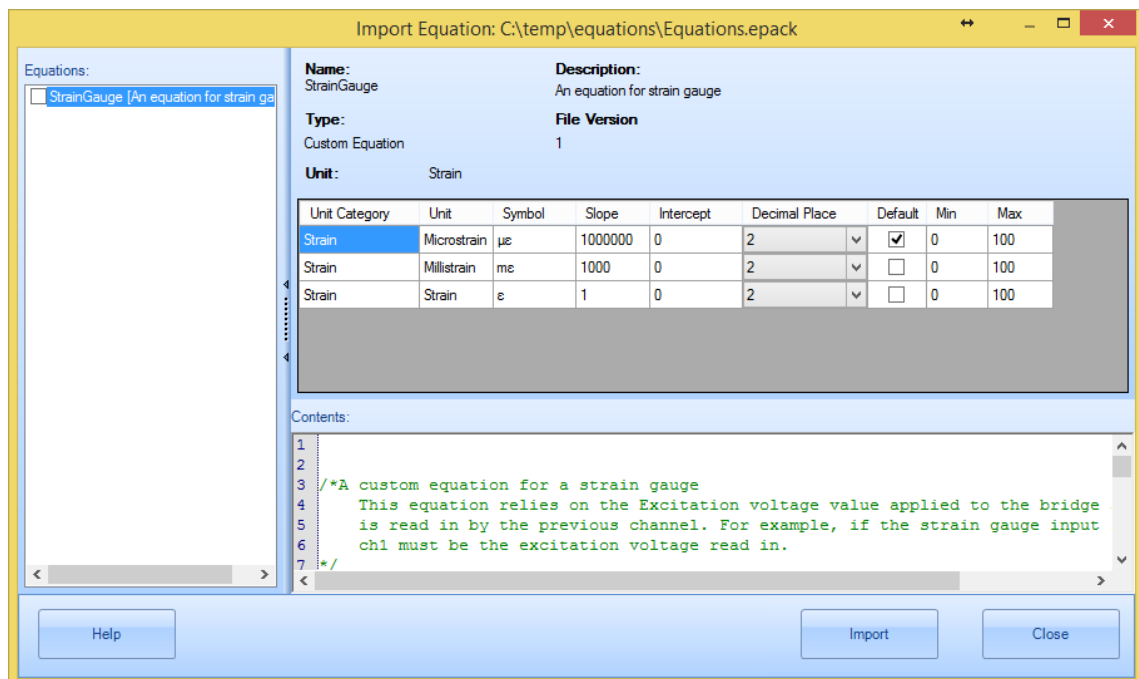 Import Equation: C:\temp\equations\Equations.epack
Equations:
StrainGauge [An equation for strain ga
Name:
StrainGauge
Description:
An equation for strain gauge
Type:
Custom Equation
File Version
1
Unit:
Strain
Unit Category Unit Symbol Slope Intercept Decimal Place Default Min Max
Strain Microstrain µε 1000000 0 2 0 100
Strain Millistrain mε 1000 0 2 0 100
Strain Strain ε 1 0 2 0 100
Contents:
1
2
3 /*A custom equation for a strain gauge
4 This equation relies on the Excitation voltage value applied to the bridge
5 is read in by the previous channel. For example, if the strain gauge input
6 ch1 must be the excitation voltage read in.
7 */
Help
Import
Close